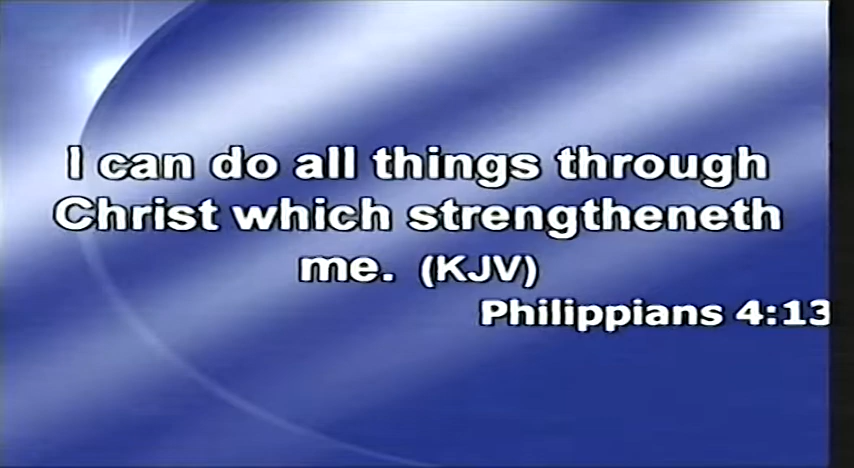 I can do all things through
Christ which strengtheneth
me. (KJV)
Philippians 4:13